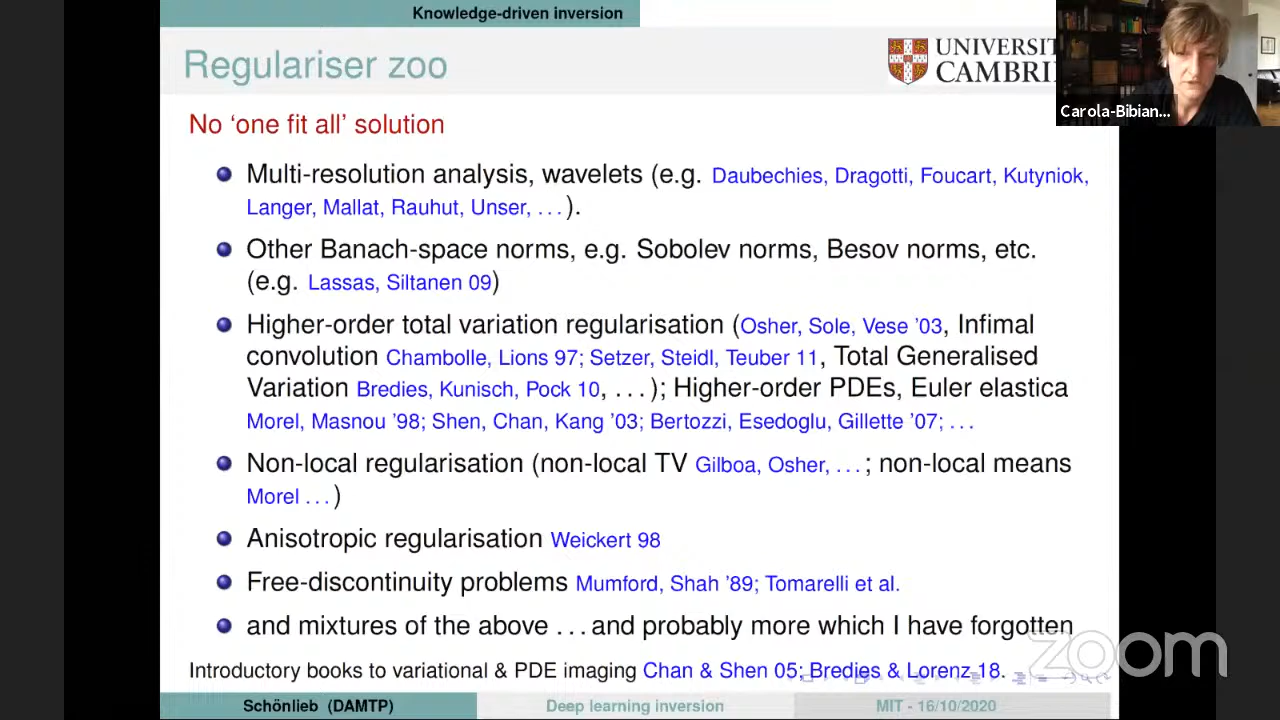 Knowledge-driven inversion
Regulariser zoo
UNIVERSIT
CAMBRI
Carola-Bibian...
No ‘one fit all’ solution
Multi-resolution analysis, wavelets (e.g. Daubechies, Dragotti, Foucart, Kutyniok,
Langer, Mallat, Rauhut, Unser, ...).
Other Banach-space norms, e.g. Sobolev norms, Besov norms, etc.
(e.g. Lassas, Siltanen 09)
Higher-order total variation regularisation (Osher, Sole, Vese ’03, Infimal
convolution Chambolle, Lions 97; Setzer, Steidl, Teuber 11, Total Generalised
Variation Bredies, Kunisch, Pock 10, ...); Higher-order PDEs, Euler elastica
Morel, Masnou ’98; Shen, Chan, Kang ’03; Bertozzi, Esedoglu, Gillette ’07; ...
Non-local regularisation (non-local TV Gilboa, Osher, ...; non-local means
Morel ...)
Anisotropic regularisation Weickert 98
Free-discontinuity problems Mumford, Shah ’89; Tomarelli et al.
and mixtures of the above ... and probably more which I have forgotten
Introductory books to variational & PDE imaging Chan & Shen 05; Bredies & Lorenz 18.
zoom
Schönlieb (DAMTP) Deep learning inversion MIT - 16/10/2020